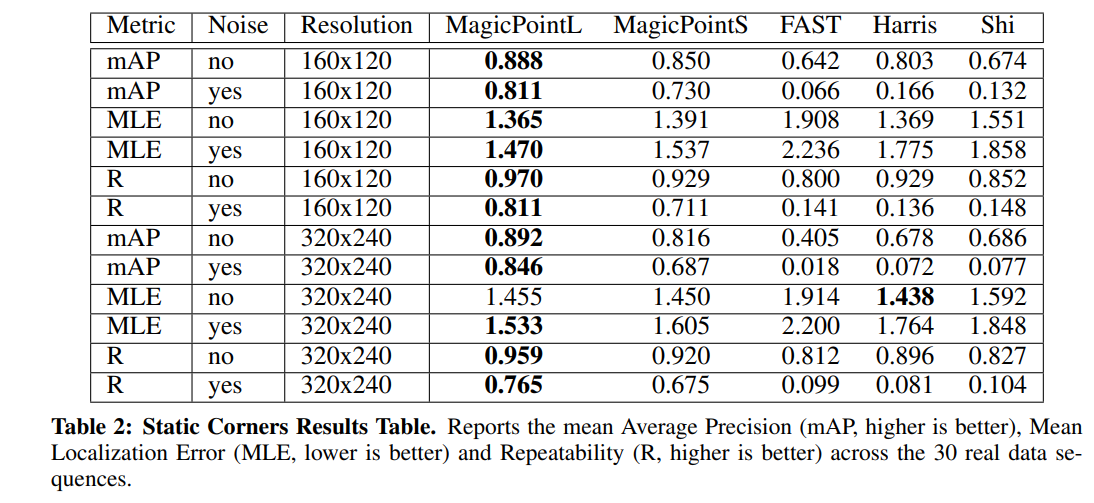 Metric Noise Resolution MagicPointL MagicPointS FAST Harris Shi
mAP no 160x120 0.888 0.850 0.642 0.803 0.674
mAP yes 160x120 0.811 0.730 0.066 0.166 0.132
MLE no 160x120 1.365 1.391 1.908 1.369 1.551
MLE yes 160x120 1.470 1.537 2.236 1.775 1.858
R no 160x120 0.970 0.929 0.800 0.929 0.852
R yes 160x120 0.811 0.711 0.141 0.136 0.148
mAP no 320x240 0.892 0.816 0.405 0.678 0.686
mAP yes 320x240 0.846 0.687 0.018 0.072 0.077
MLE no 320x240 1.455 1.450 1.914 1.438 1.592
MLE yes 320x240 1.533 1.605 2.200 1.764 1.848
R no 320x240 0.959 0.920 0.812 0.896 0.827
R yes 320x240 0.765 0.675 0.099 0.081 0.104
Table 2: Static Corners Results Table. Reports the mean Average Precision (mAP, higher is better), Mean
Localization Error (MLE, lower is better) and Repeatability (R, higher is better) across the 30 real data se-
quences.